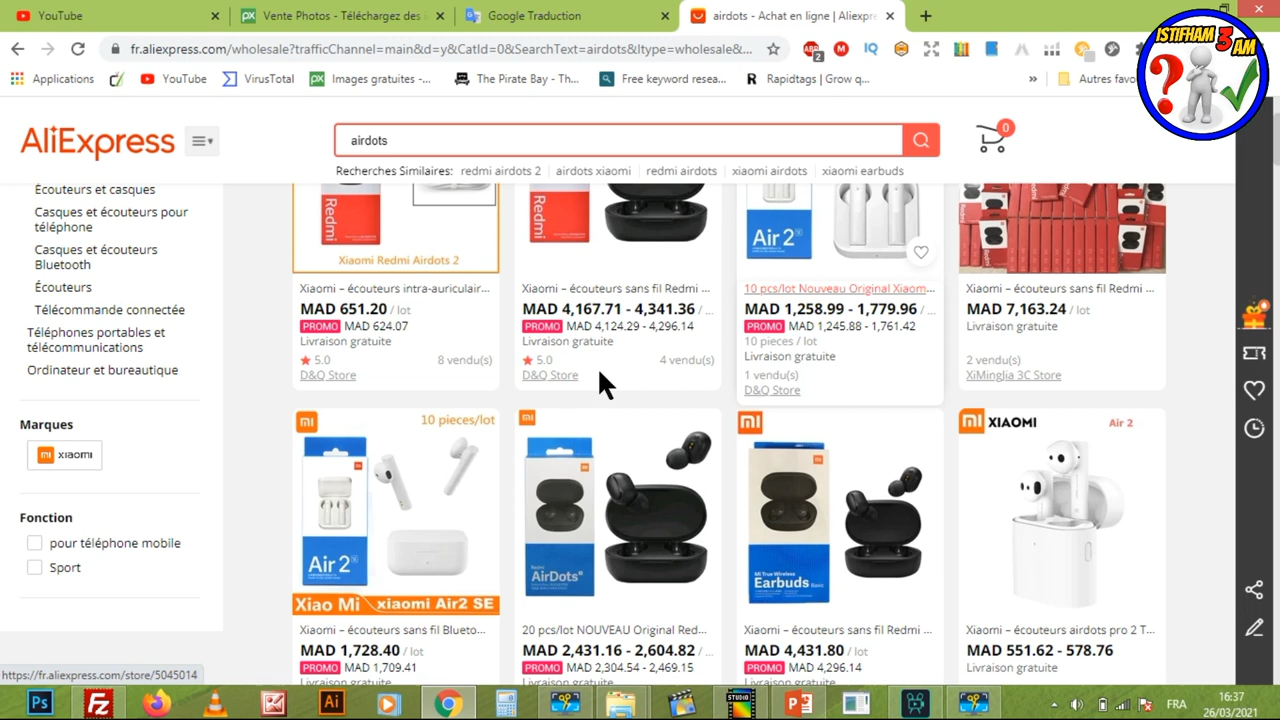 YouTube
Vente Photos - Téléchargez des i
Google Traduction
airdots - Achat en ligne | Aliexpre
fr.aliexpress.com/wholesale?trafficChannel=main&d=y&CatId=0&SearchText=airdots&ltype=wholesale&...
Applications
YouTube
VirusTotal
Images gratuites -...
The Pirate Bay - Th...
Free keyword resea...
Rapidtags | Grow q...
»
Autres favo
ISTIFHAM 3AM
AliExpress
airdots
0
Recherches Similaires: redmi airdots 2 airdots xiaomi redmi airdots xiaomi airdots xiaomi earbuds
Écouteurs et casques
Casques et écouteurs pour
téléphone
Casques et écouteurs
Bluetooth
Écouteurs
Télécommande connectée
Téléphones portables et
télécommunications
Ordinateur et bureautique
Marques
mi xiaomi
Fonction
pour téléphone mobile
Sport
Redmi
Xiaomi Redmi Airdots 2
Xiaomi – écouteurs intra-auriculair...
MAD 651.20 / lot
PROMO MAD 624.07
Livraison gratuite
5.0 8 vendu(s)
D&Q Store
Redmi
Xiaomi – écouteurs sans fil Redmi ...
MAD 4,167.71 - 4,341.36 / ...
PROMO MAD 4,124.29 - 4,296.14
Livraison gratuite
5.0 4 vendu(s)
D&Q Store
Air 2
10 pcs/lot Nouveau Original Xiaom...
MAD 1,258.99 - 1,779.96 / ...
PROMO MAD 1,245.88 - 1,761.42
10 pieces / lot
Livraison gratuite
1 vendu(s)
D&Q Store
Xiaomi – écouteurs sans fil Redmi ...
MAD 7,163.24 / lot
Livraison gratuite
2 vendu(s)
XiMinglia 3C Store
mi
10 pieces/lot
Air 2
Xiao Mi xiaomi Air2 SE
Xiaomi – écouteurs sans fil Blueto...
MAD 1,728.40 / lot
PROMO MAD 1,709.41
mi
Redmi
AirDots
20 pcs/lot NOUVEAU Original Red...
MAD 2,431.16 - 2,604.82 / ...
PROMO MAD 2,304.54 - 2,469.15
Livraison gratuite
mi
Mi True Wireless
Earbuds Basic
Xiaomi – écouteurs sans fil Redmi ...
MAD 4,431.80 / lot
PROMO MAD 4,296.14
Livraison gratuite
mi XIAOMI Air 2
Xiaomi – écouteurs airdots pro 2 T...
MAD 551.62 - 578.76
Livraison gratuite
https://fr.aliexpress.com/store/5045014
FRA
16:37
26/03/2021